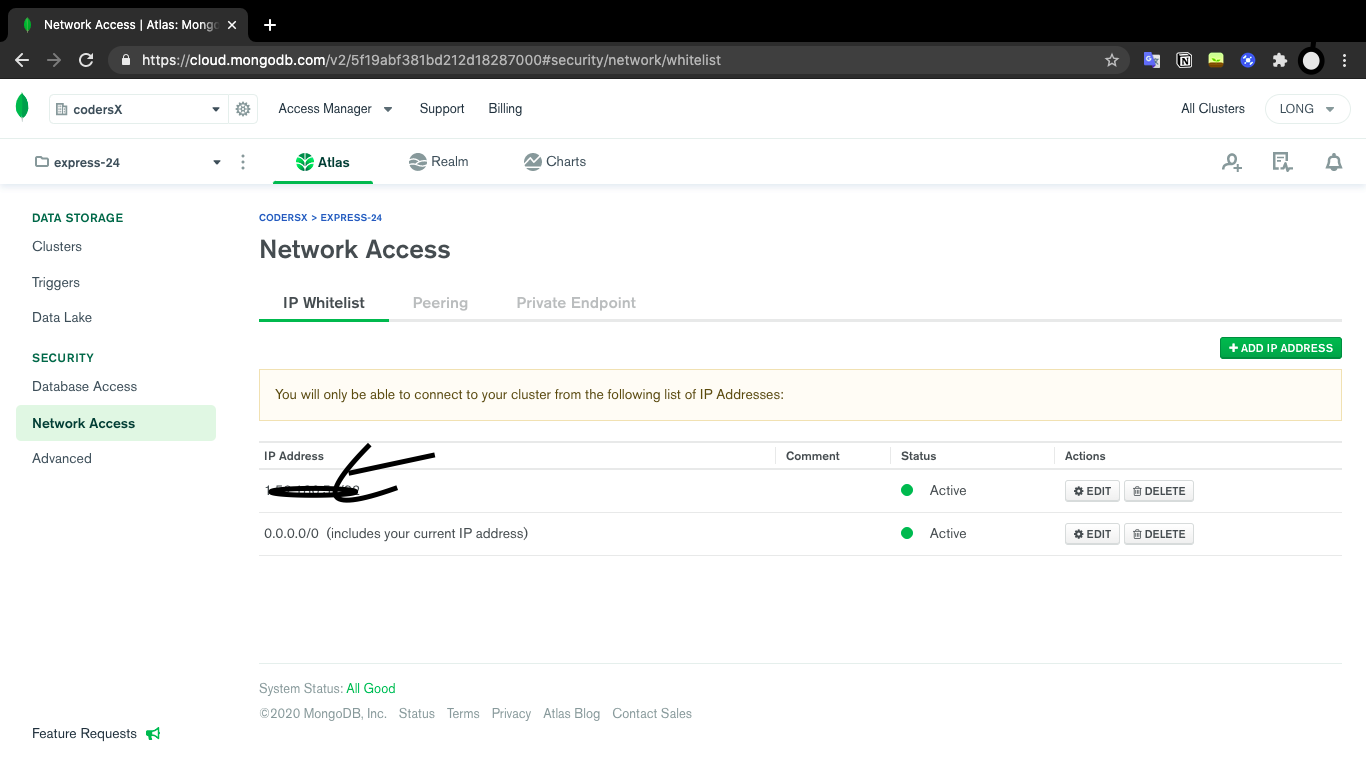 Network Access | Atlas: Mongo
https://cloud.mongodb.com/v2/5f19abf381bd212d18287000#security/network/whitelist
codersX Access Manager Support Billing All Clusters LONG
express-24 Atlas Realm Charts
DATA STORAGE
Clusters
Triggers
Data Lake
SECURITY
Database Access
Network Access
Advanced
Feature Requests
CODERSX > EXPRESS-24
Network Access
IP Whitelist Peering Private Endpoint
+ ADD IP ADDRESS
You will only be able to connect to your cluster from the following list of IP Addresses:
IP Address Comment Status Actions
Active EDIT DELETE
0.0.0.0/0 (includes your current IP address) Active EDIT DELETE
System Status: All Good
©2020 MongoDB, Inc. Status Terms Privacy Atlas Blog Contact Sales